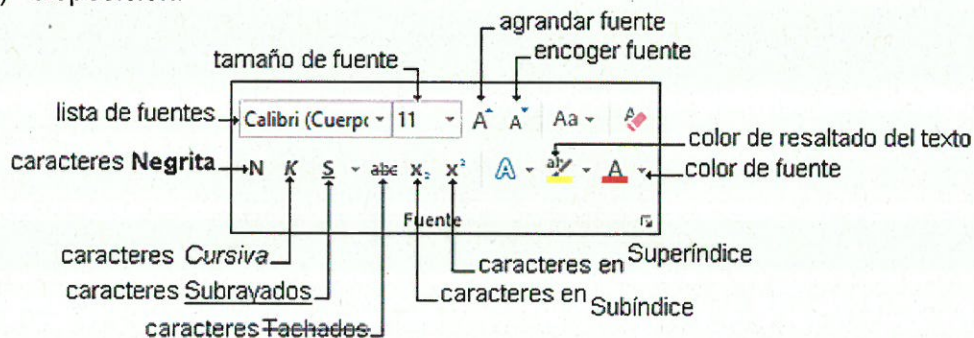 agrandar fuente
encoger fuente
tamaño de fuente
lista de fuentes
Calibri (Cuerpo
11
A A Aa
color de resaltado del texto
caracteres Negrita
N K S abc x₂ x² A ab A
color de fuente
Fuente
caracteres Cursiva
caracteres en Superíndice
caracteres Subrayados
caracteres en Subíndice
caracteres Tachados